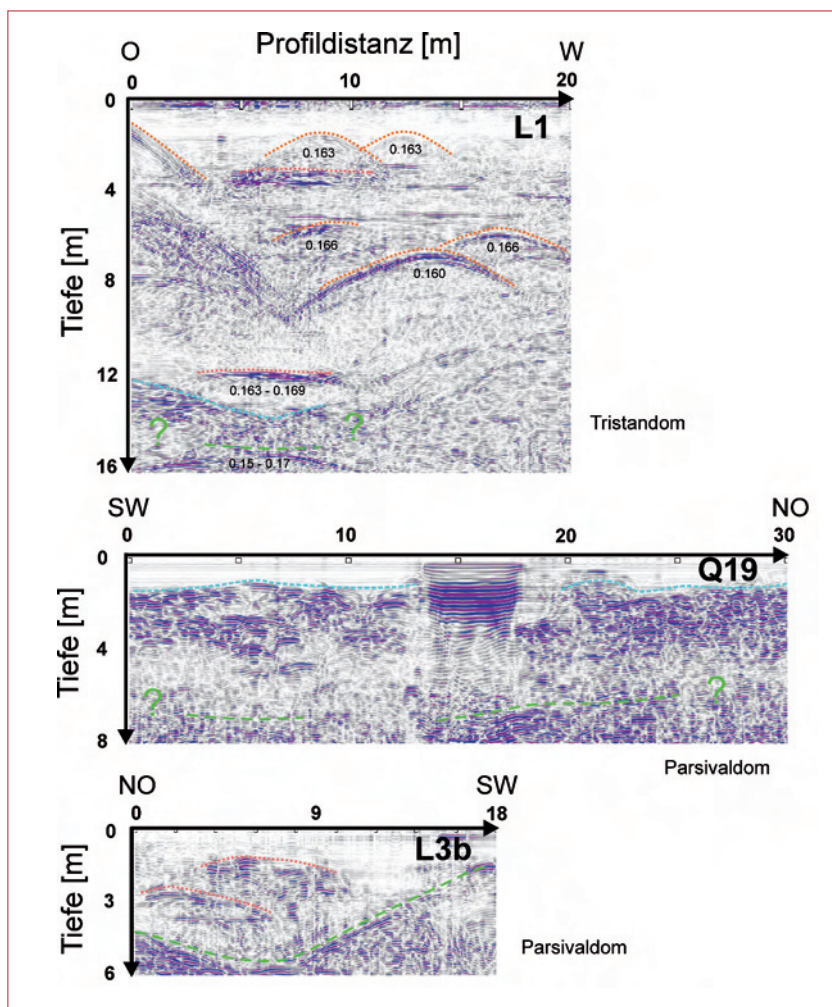 Profildistanz [m]
O W
0 10 20
0
L1
0.163 0.163
4
0.166 0.166
0.160
8
Tiefe [m]
12
0.163 - 0.169
? ?
Tristandom
0.15 - 0.17
16
SW NO
0 10 20 30
0
Q19
Tiefe [m]
4
? ?
8
Parsivaldom
NO SW
0 9 18
0
L3b
Tiefe [m]
3
Parsivaldom
6